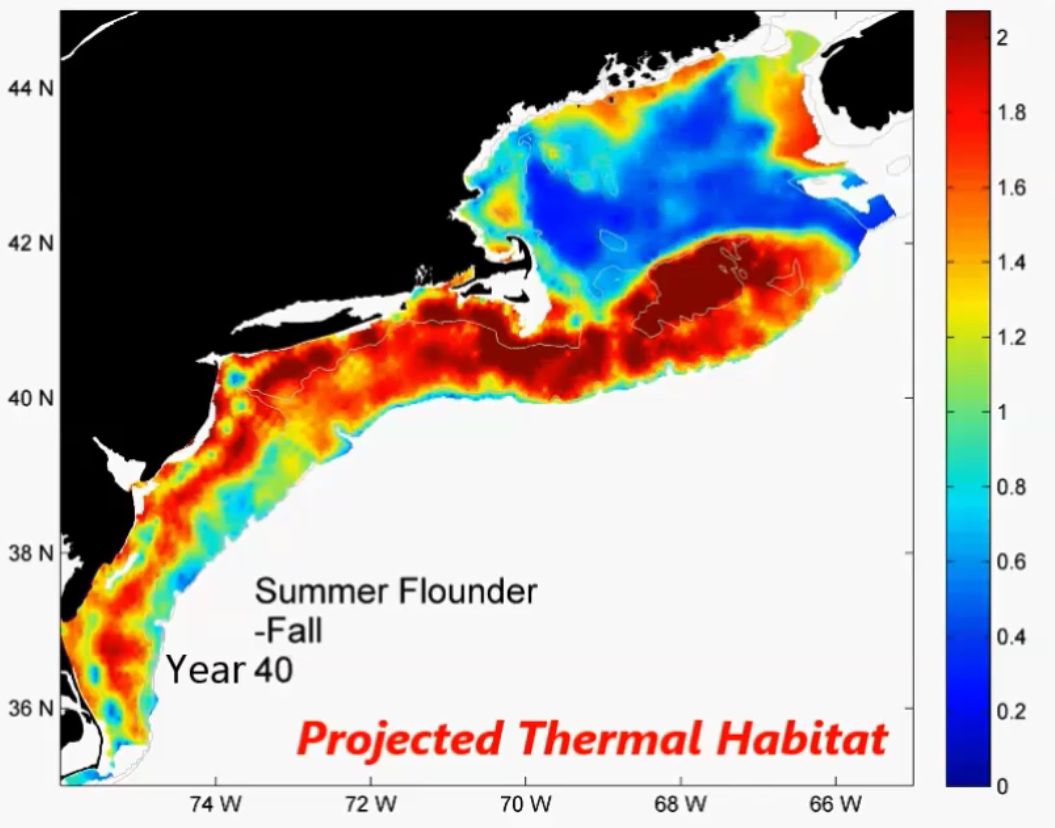 44 N
42 N
40 N
38 N
36 N
74 W
72 W
70 W
68 W
66 W
Summer Flounder
-Fall
Year 40
Projected Thermal Habitat
2
1.8
1.6
1.4
1.2
1
0.8
0.6
0.4
0.2
0